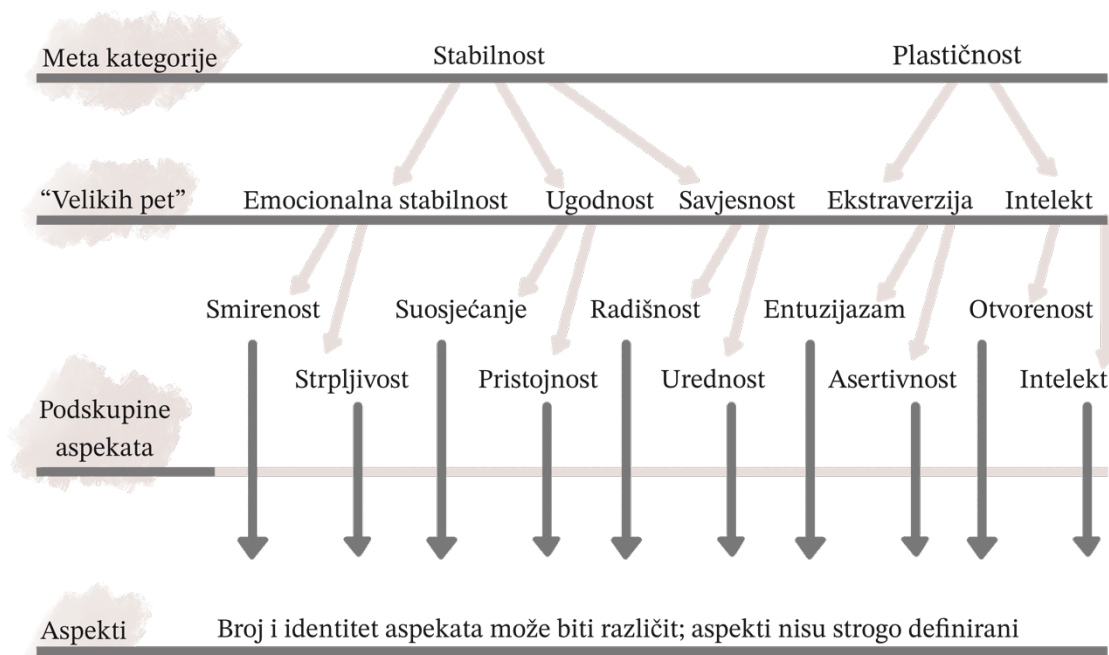 Meta kategorije Stabilnost Plastičnost
“Velikih pet” Emocionalna stabilnost Ugodnost Savjesnost Ekstraverzija Intelekt
Smirenost Suosjećanje Radišnost Entuzijazam Otvorenost
Strpljivost Pristojnost Urednost Asertivnost Intelekt
Podskupine
aspekata
Aspekti Broj i identitet aspekata može biti različit; aspekti nisu strogo definirani